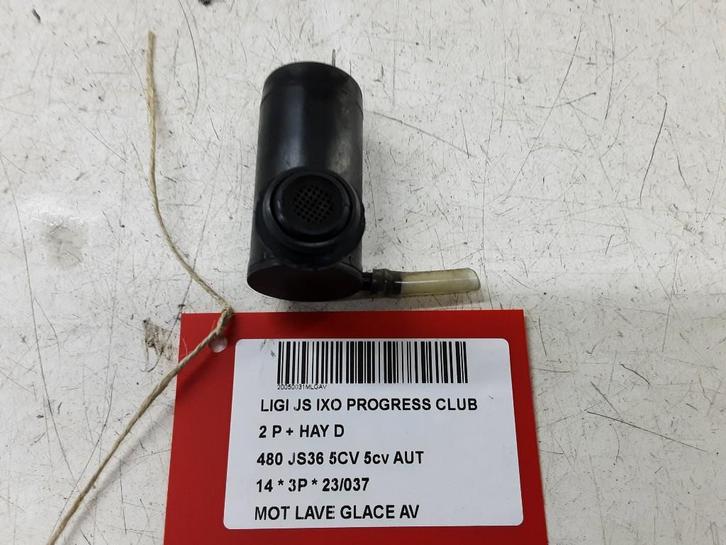 20050031MLGAV
LIGI JS IXO PROGRESS CLUB
2 P + HAY D
480 JS36 5CV 5cv AUT
14 * 3P * 23/037
MOT LAVE GLACE AV